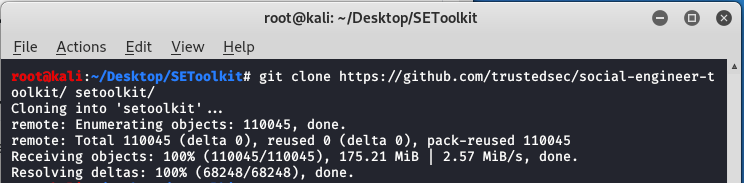 root@kali: ~/Desktop/SEToolkit
File Actions Edit View Help
root@kali:~/Desktop/SEToolkit# git clone https://github.com/trustedsec/social-engineer-t
oolkit/ setoolkit/
Cloning into 'setoolkit'...
remote: Enumerating objects: 110045, done.
remote: Total 110045 (delta 0), reused 0 (delta 0), pack-reused 110045
Receiving objects: 100% (110045/110045), 175.21 MiB | 2.57 MiB/s, done.
Resolving deltas: 100% (68248/68248), done.